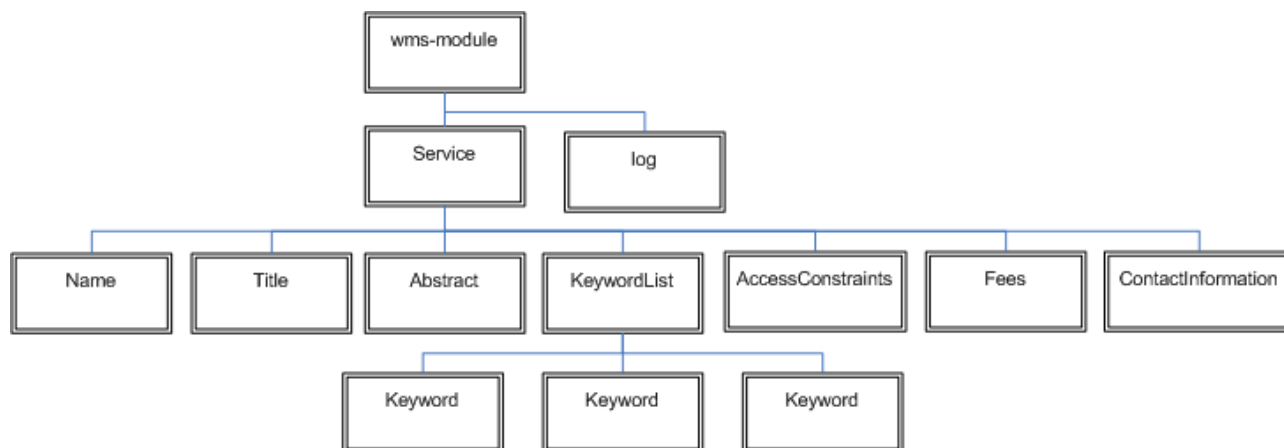 wms-module
Service
log
Name
Title
Abstract
KeywordList
AccessConstraints
Fees
ContactInformation
Keyword
Keyword
Keyword